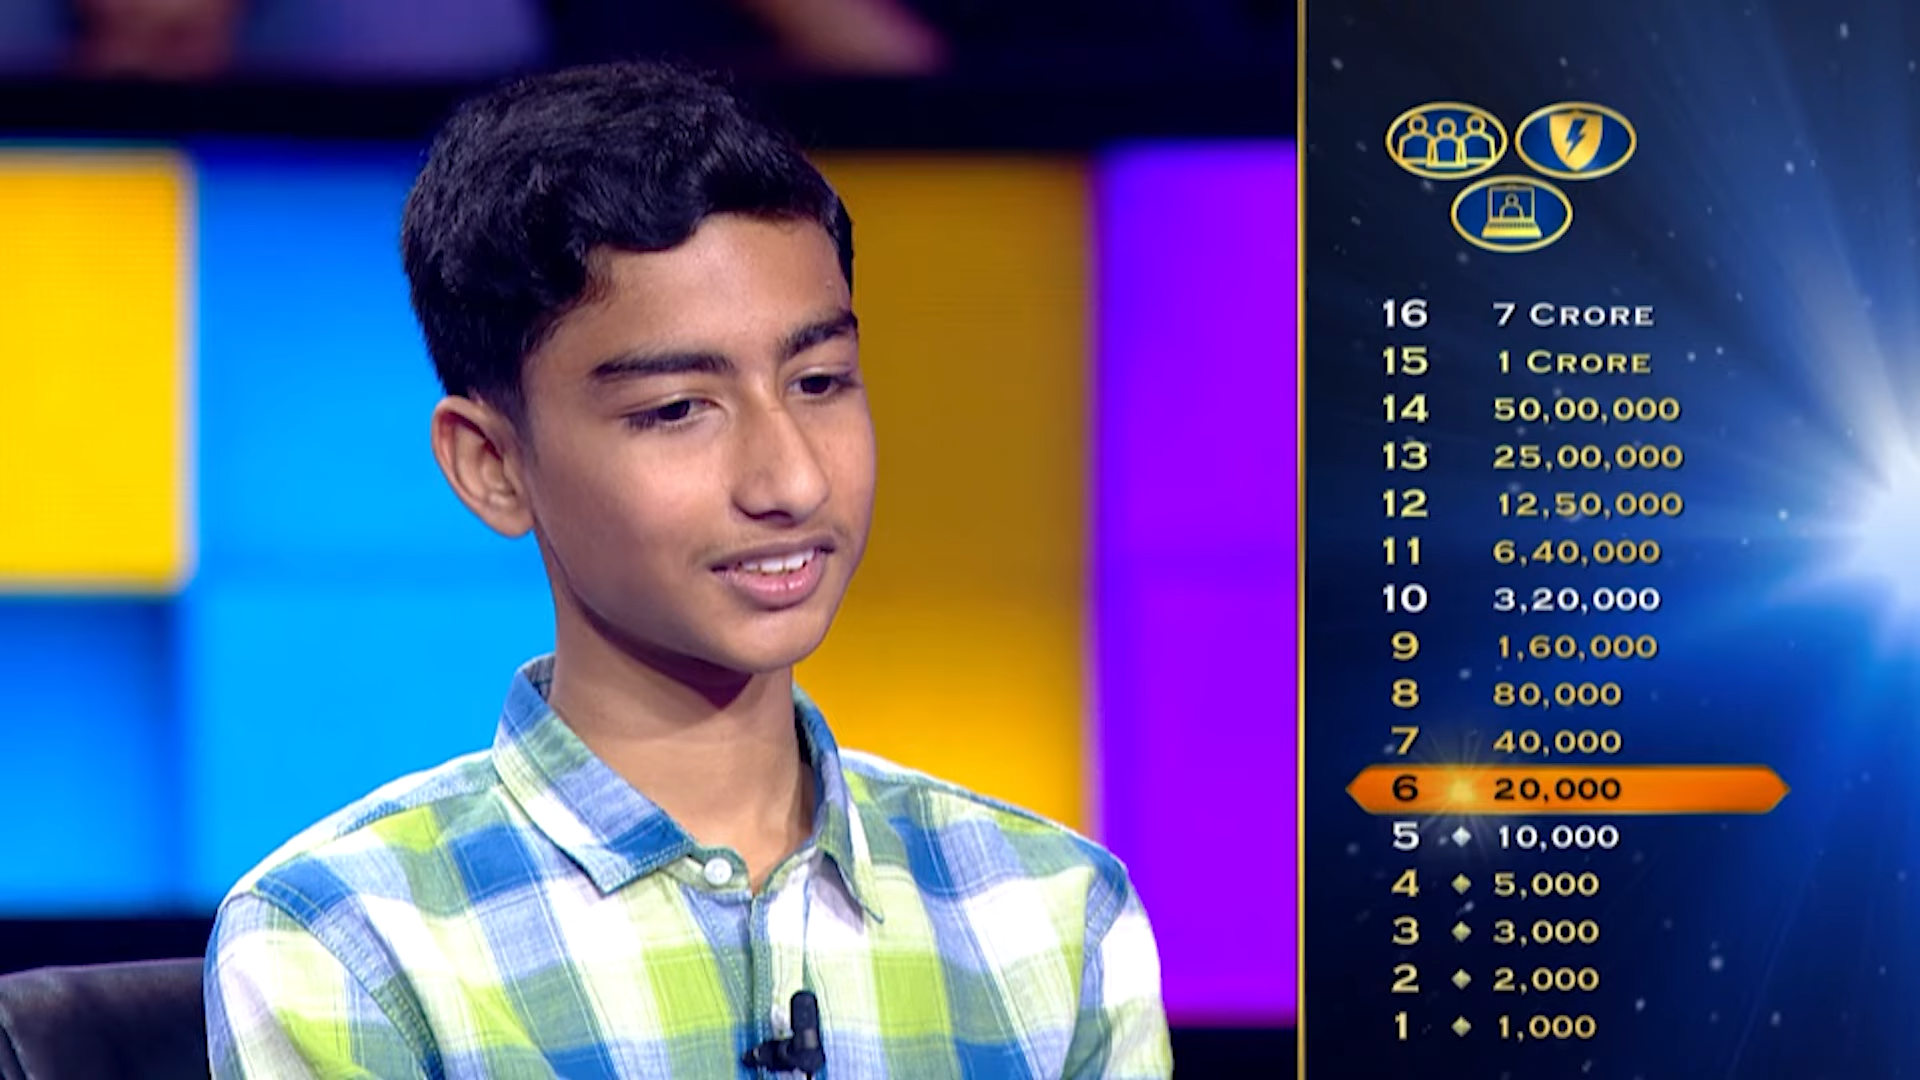 16 7 CRORE
15 1 CRORE
14 50,00,000
13 25,00,000
12 12,50,000
11 6,40,000
10 3,20,000
9 1,60,000
8 80,000
7 40,000
6 20,000
5 ◆ 10,000
4 ◆ 5,000
3 ◆ 3,000
2 ◆ 2,000
1 ◆ 1,000